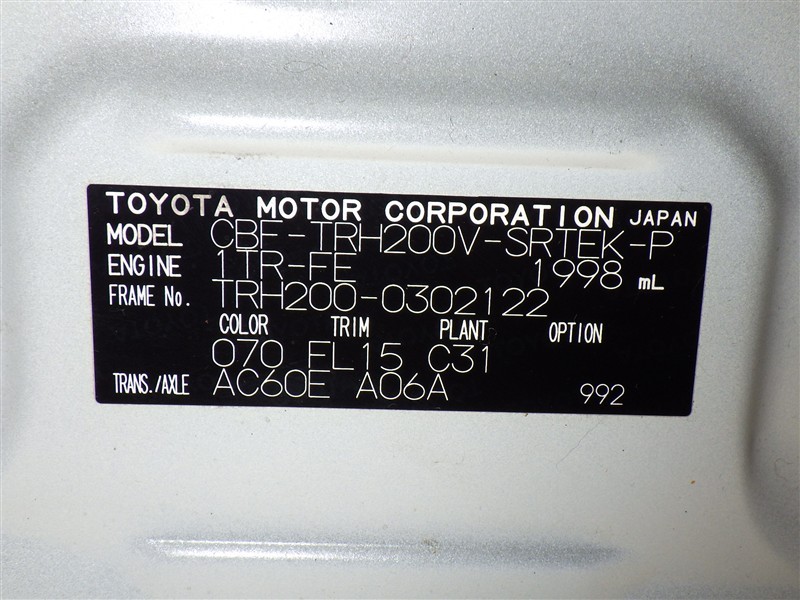 TOYOTA MOTOR CORPORATION JAPAN
MODEL CBF-TRH200V-SRTEK-P
ENGINE 1TR-FE 1998 mL
FRAME No. TRH200-0302122
COLOR TRIM PLANT OPTION
070 FL15 C31
TRANS./AXLE AC60E A06A 992